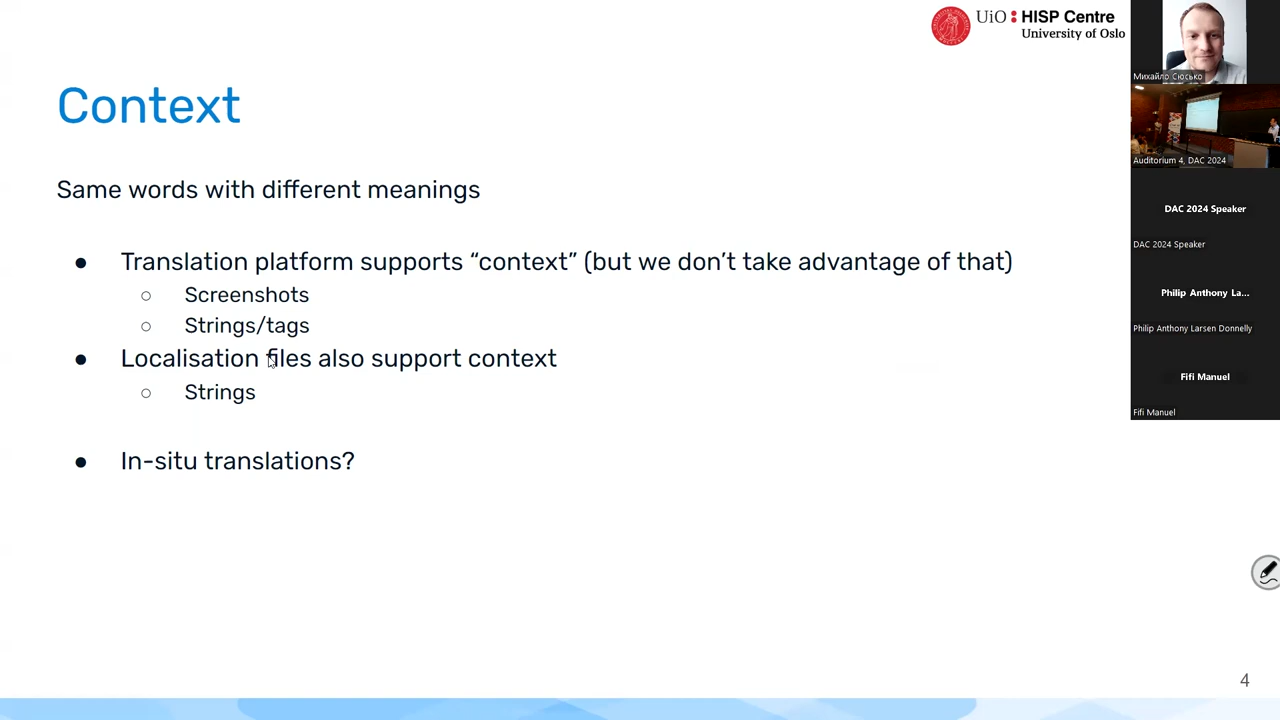 UiO HISP Centre
University of Oslo
Context
Same words with different meanings
● Translation platform supports “context” (but we don’t take advantage of that)
○ Screenshots
○ Strings/tags
● Localisation files also support context
○ Strings
● In-situ translations?
4
Михайло Сюсько
Auditorium 4, DAC 2024
DAC 2024 Speaker
DAC 2024 Speaker
Philip Anthony La...
Philip Anthony Larsen Donnelly
Fifi Manuel
Fifi Manuel